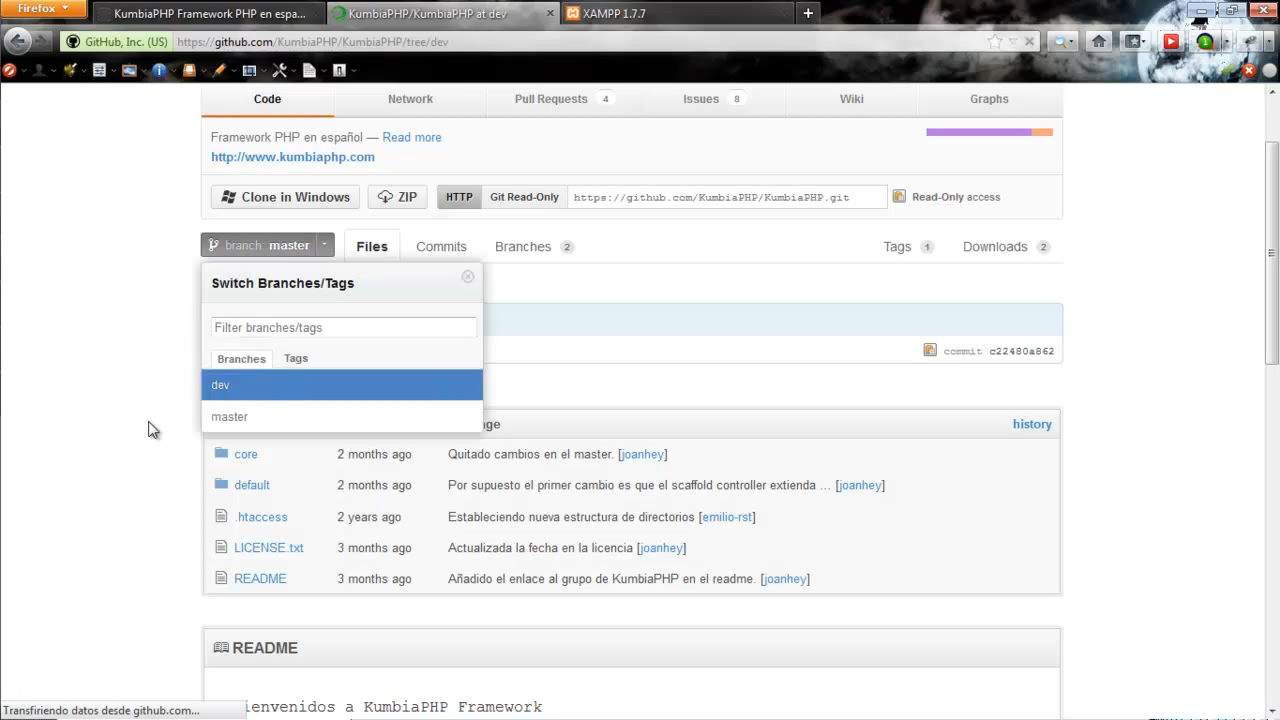 Firefox
KumbiaPHP Framework PHP en espa...
KumbiaPHP/KumbiaPHP at dev
XAMPP 1.7.7
GitHub, Inc. (US)
https://github.com/KumbiaPHP/KumbiaPHP/tree/dev
Code
Network
Pull Requests 4
Issues 8
Wiki
Graphs
Framework PHP en español — Read more
http://www.kumbiaphp.com
Clone in Windows
ZIP
HTTP
Git Read-Only
https://github.com/KumbiaPHP/KumbiaPHP.git
Read-Only access
branch: master
Files
Commits
Branches 2
Tags 1
Downloads 2
Switch Branches/Tags
Filter branches/tags
Branches
Tags
commit c22480a862
dev
master
history
core 2 months ago Quitado cambios en el master. [joanhey]
default 2 months ago Por supuesto el primer cambio es que el scaffold controller extienda ... [joanhey]
.htaccess 2 years ago Estableciendo nueva estructura de directorios [emilio-rst]
LICENSE.txt 3 months ago Actualizada la fecha en la licencia [joanhey]
README 3 months ago Añadido el enlace al grupo de KumbiaPHP en el readme. [joanhey]
README
ienvenidos a KumbiaPHP Framework
Transfiriendo datos desde github.com...